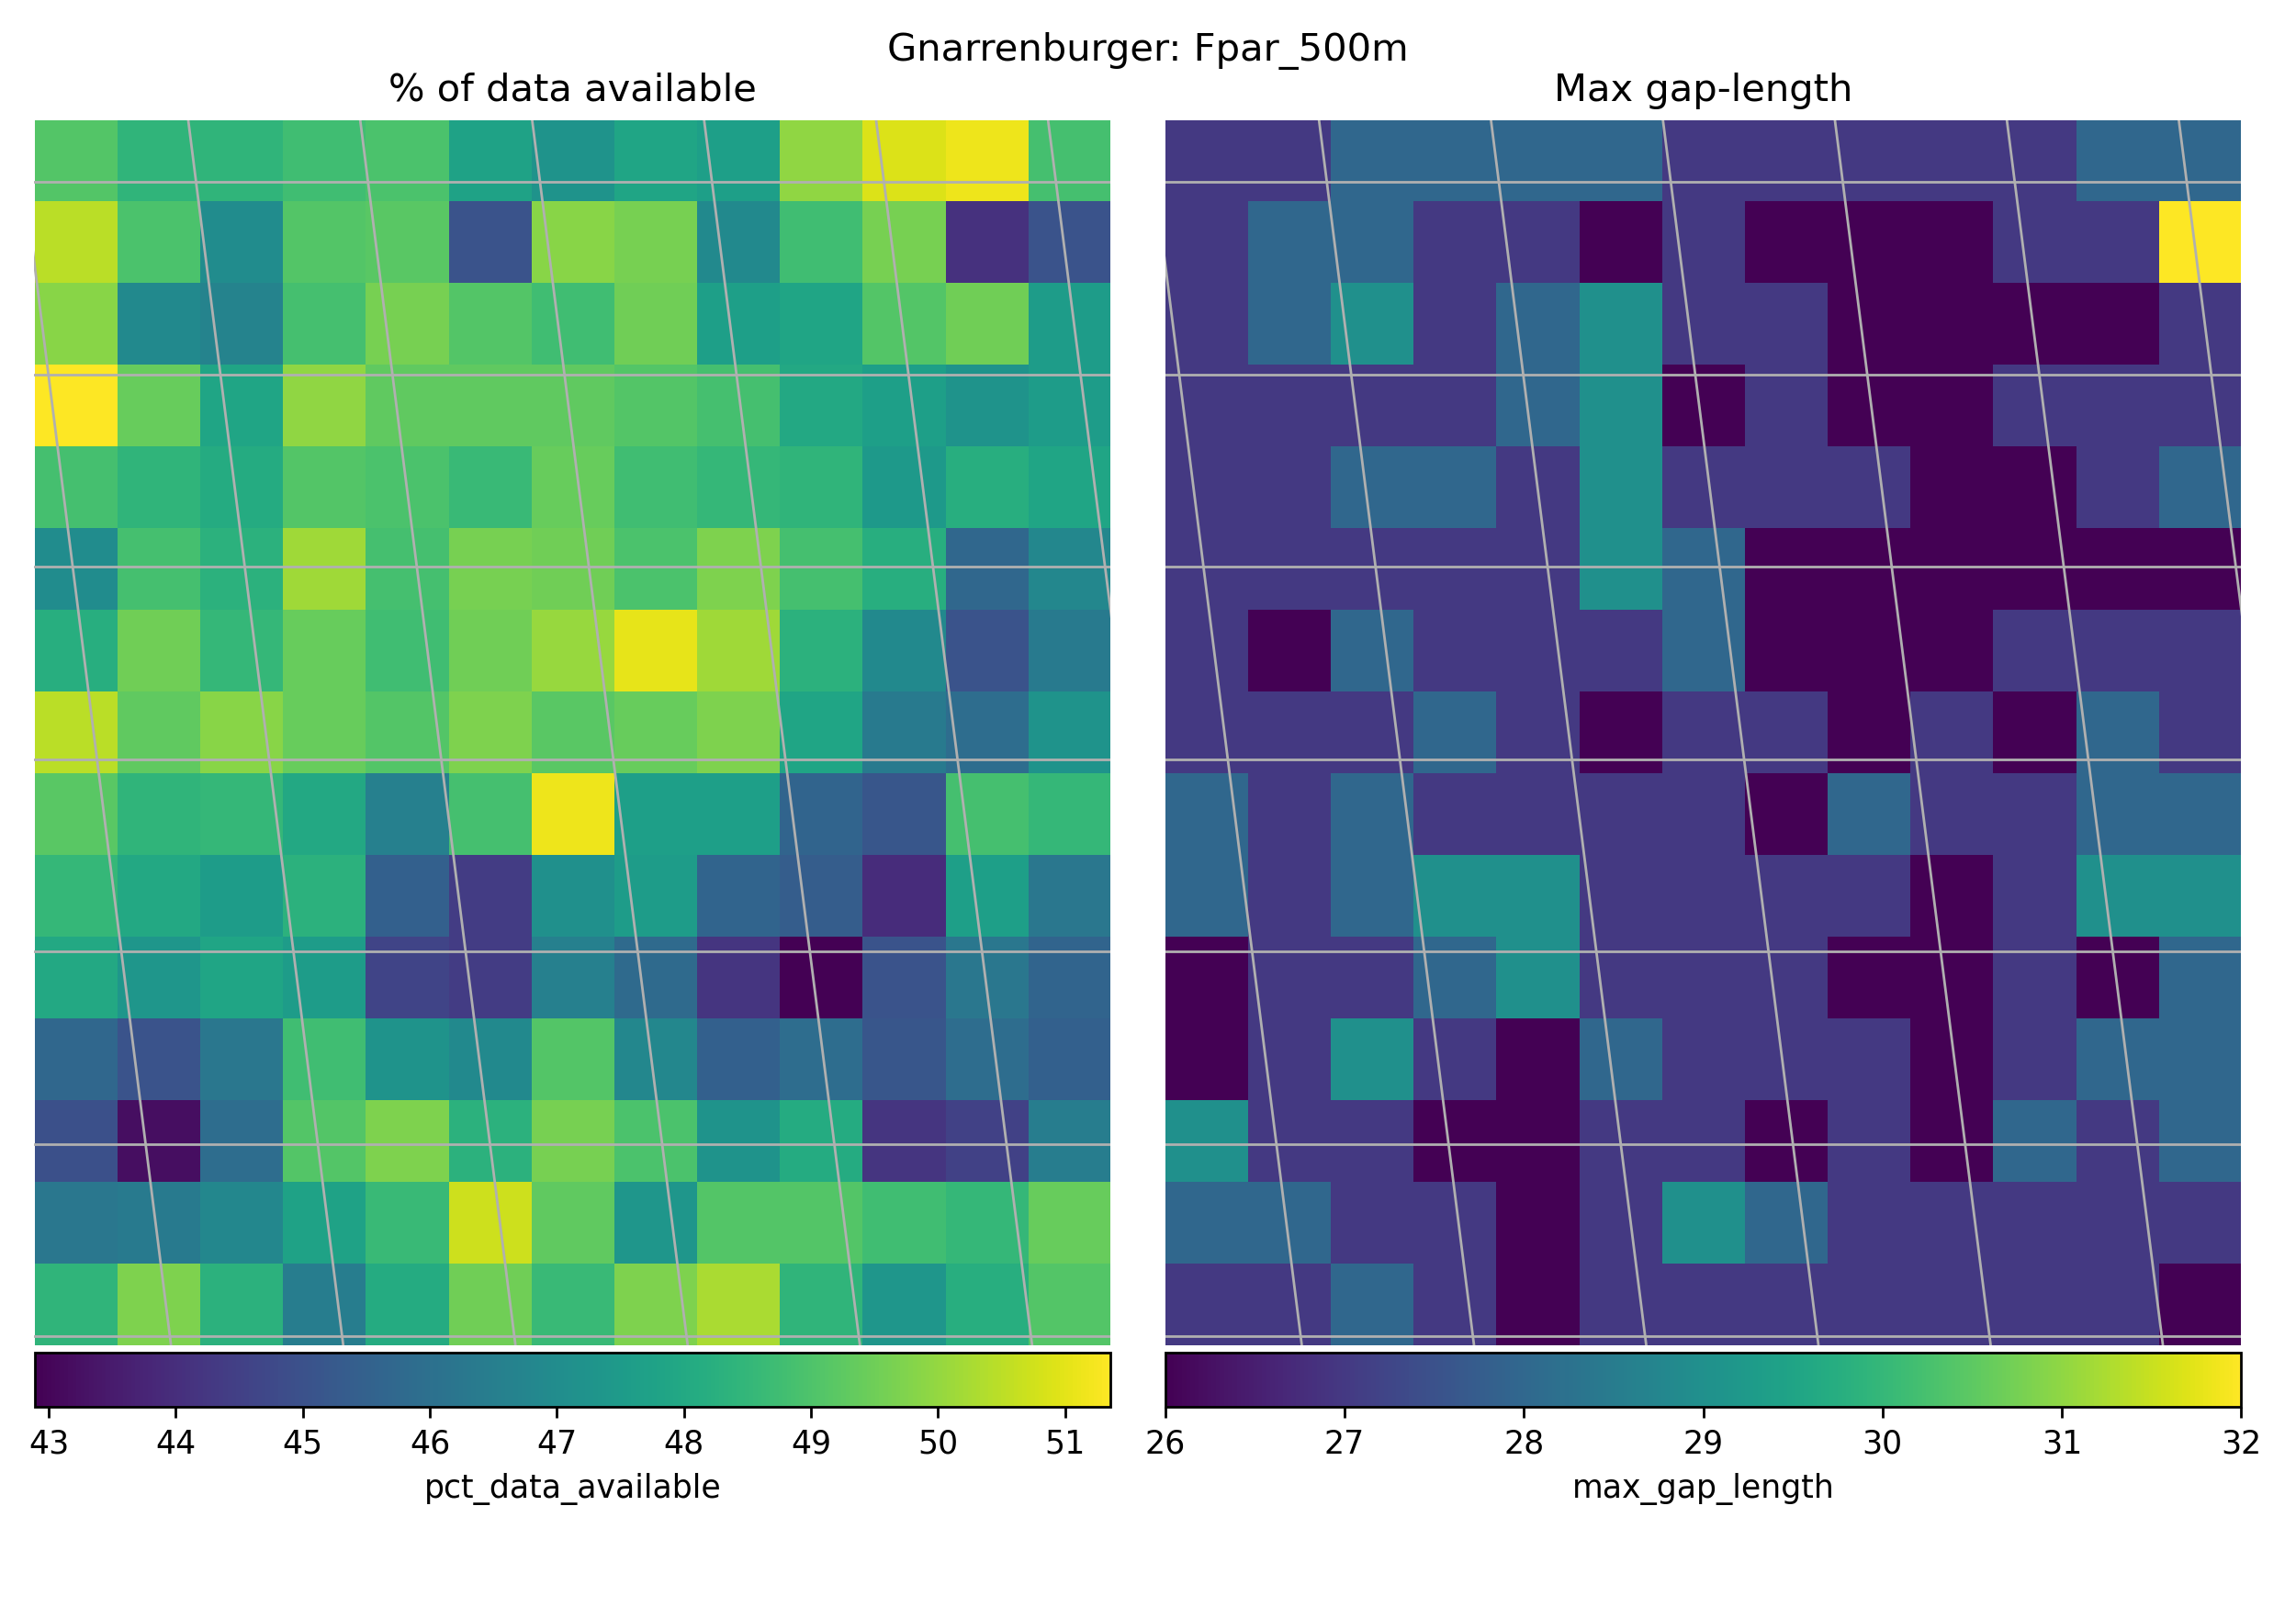 Gnarrenburger: Fpar_500m
% of data available
Max gap-length
43 44 45 46 47 48 49 50 51
26 27 28 29 30 31 32
pct_data_available
max_gap_length